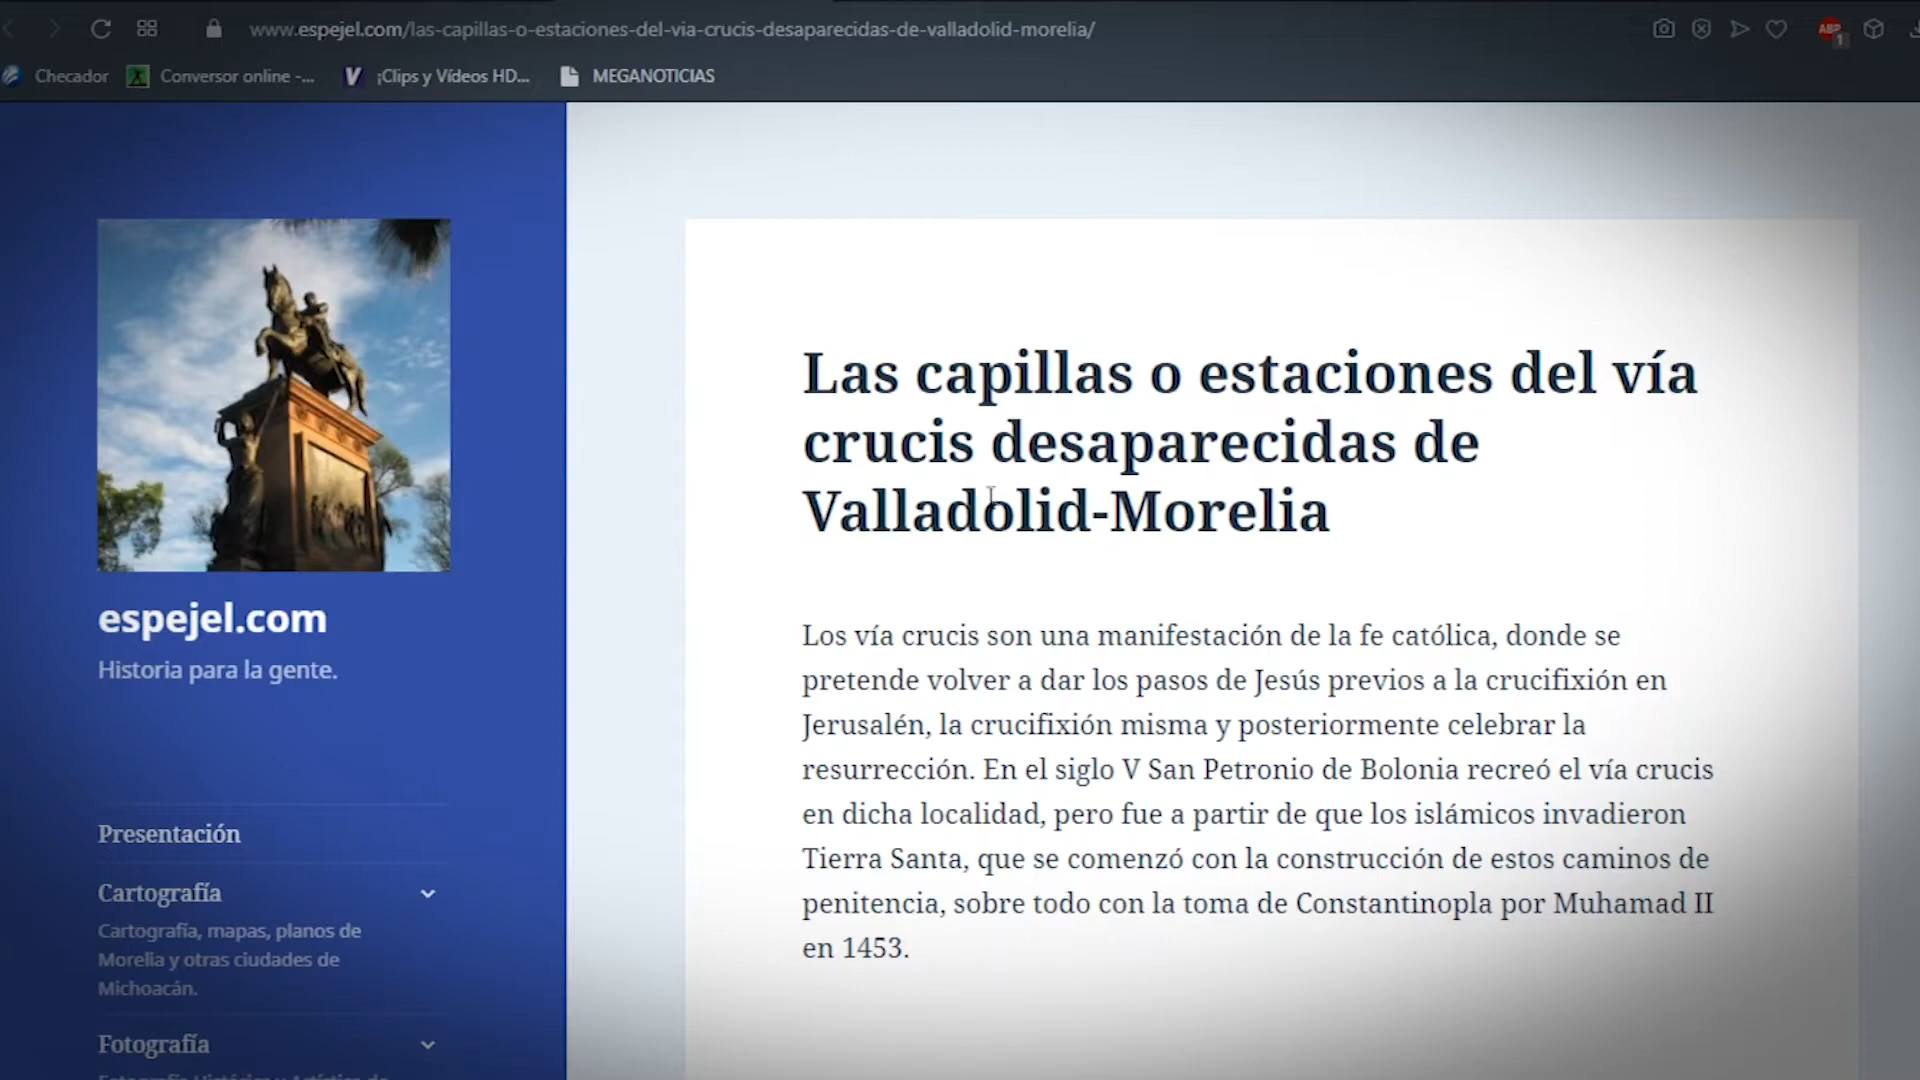 www.espejel.com/las-capillas-o-estaciones-del-via-crucis-desaparecidas-de-valladolid-morelia/
ABP
1
Checador
Conversor online -...
V
¡Clips y Vídeos HD...
MEGANOTICIAS
espejel.com
Historia para la gente.
Presentación
Cartografía
Cartografía, mapas, planos de
Morelia y otras ciudades de
Michoacán.
Fotografía
Las capillas o estaciones del vía
crucis desaparecidas de
Valladolid-Morelia
Los vía crucis son una manifestación de la fe católica, donde se
pretende volver a dar los pasos de Jesús previos a la crucifixión en
Jerusalén, la crucifixión misma y posteriormente celebrar la
resurrección. En el siglo V San Petronio de Bolonia recreó el vía crucis
en dicha localidad, pero fue a partir de que los islámicos invadieron
Tierra Santa, que se comenzó con la construcción de estos caminos de
penitencia, sobre todo con la toma de Constantinopla por Muhamad II
en 1453.